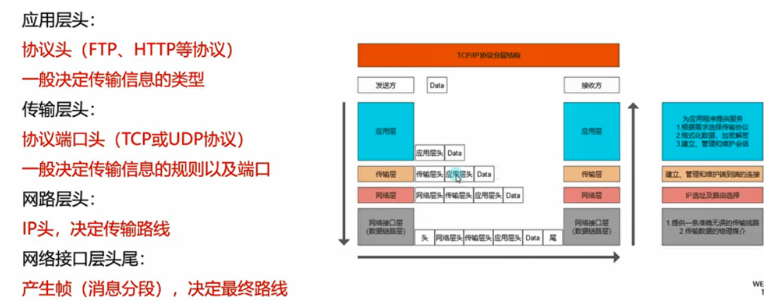 应用层头：
协议头（FTP、HTTP等协议）
一般决定传输信息的类型
传输层头：
协议端口头（TCP或UDP协议）
一般决定传输信息的规则以及端口
网路层头：
IP头，决定传输路线
网络接口层头尾：
产生帧（消息分段），决定最终路线
TCP/IP协议分层结构
发送方 Data 接收方
应用层 应用层
为应用程序提供服务
1.根据需求选择传输协议
2.格式化数据，加密解密
3.建立、管理和维护会话
应用层头 Data
传输层 传输层头 应用层头 Data 传输层 建立、管理和维护端到端的连接
网络层 网络层头 传输层头 应用层头 Data 网络层 IP选址及路由选择
网络接口层 网络接口层
(数据链路层) (数据链路层)
1.提供一条准确无误的传输线路
2.传输数据的物理媒介
头 网络层头 传输层头 应用层头 Data 尾
WE
T